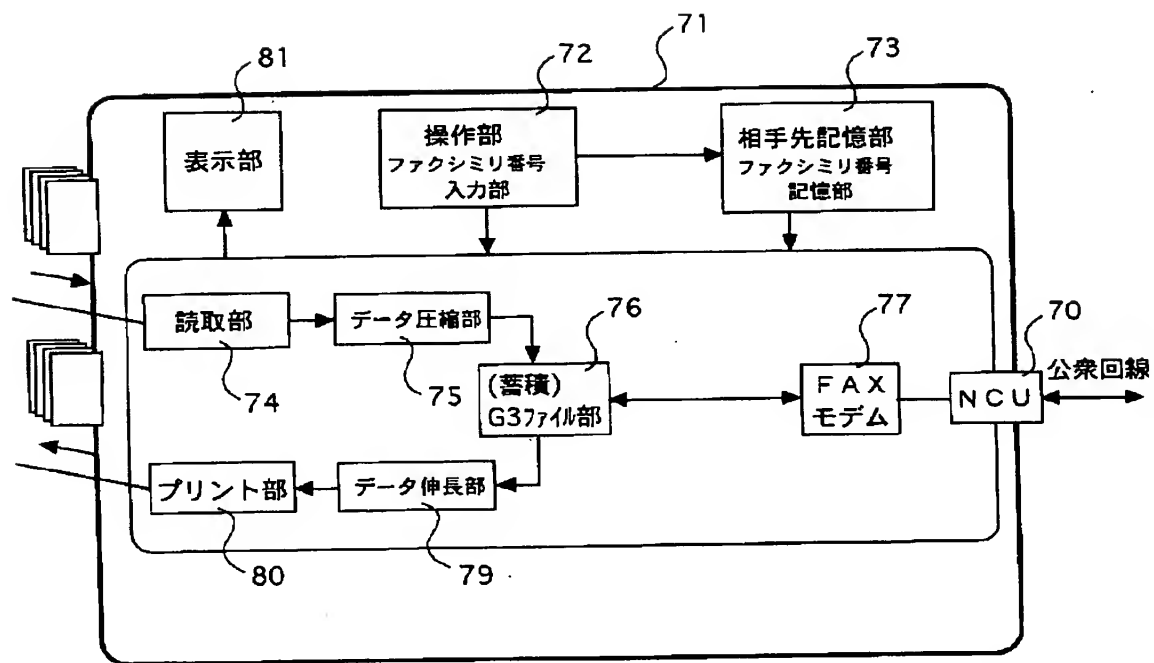 71
81
72
73
表示部
操作部
ファクシミリ番号
入力部
相手先記憶部
ファクシミリ番号
記憶部
読取部
データ圧縮部
76
77
70
74
75
(蓄積)
G3ファイル部
FAX
モデム
NCU
公衆回線
プリント部
データ伸長部
80
79